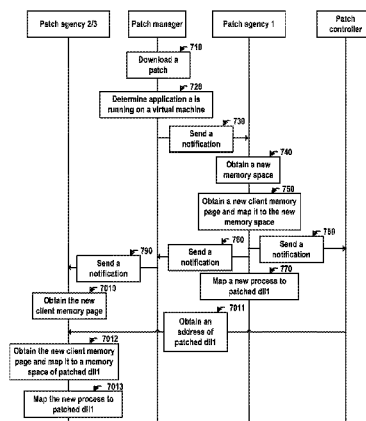 Patch agency 2/3
Patch manager
Patch agency 1
Patch
controller
710
Download a
patch
720
Determine application a is
running on a virtual machine
730
Send a
notification
740
Obtain a new
memory space
750
Obtain a new client memory
page and map it to the new
memory space
760
Send a
notification
780
Send a
notification
790
Send a
notification
770
Map a new process to
patched dll1
7010
Obtain the new
client memory page
7011
Obtain an
address of
patched dll1
7012
Obtain the new client memory
page and map it to a memory
space of patched dll1
7013
Map the new process to
patched dll1